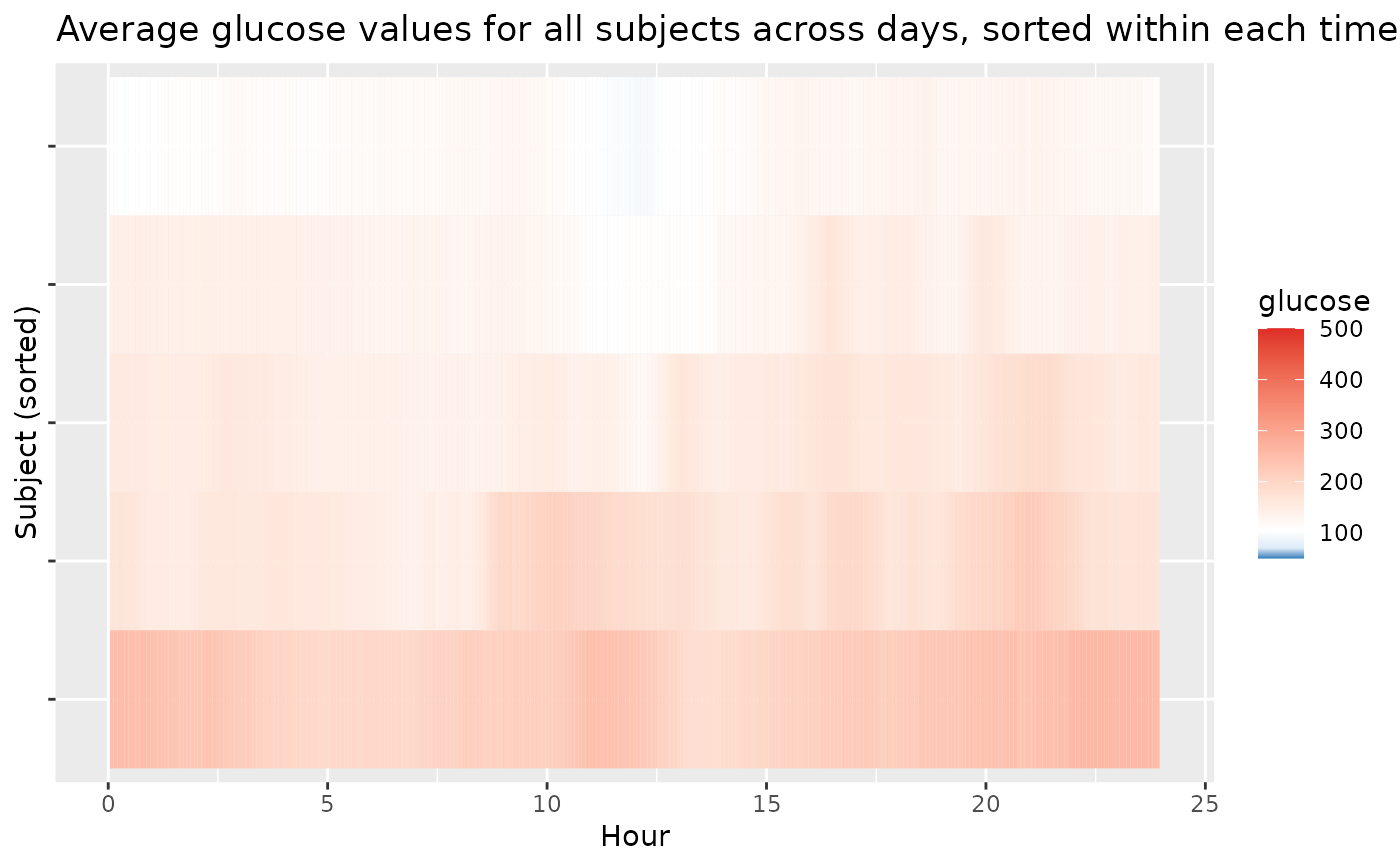 Average glucose values for all subjects across days, sorted within each time
Subject (sorted)
0 5 10 15 20 25
Hour
glucose
500
400
300
200
100